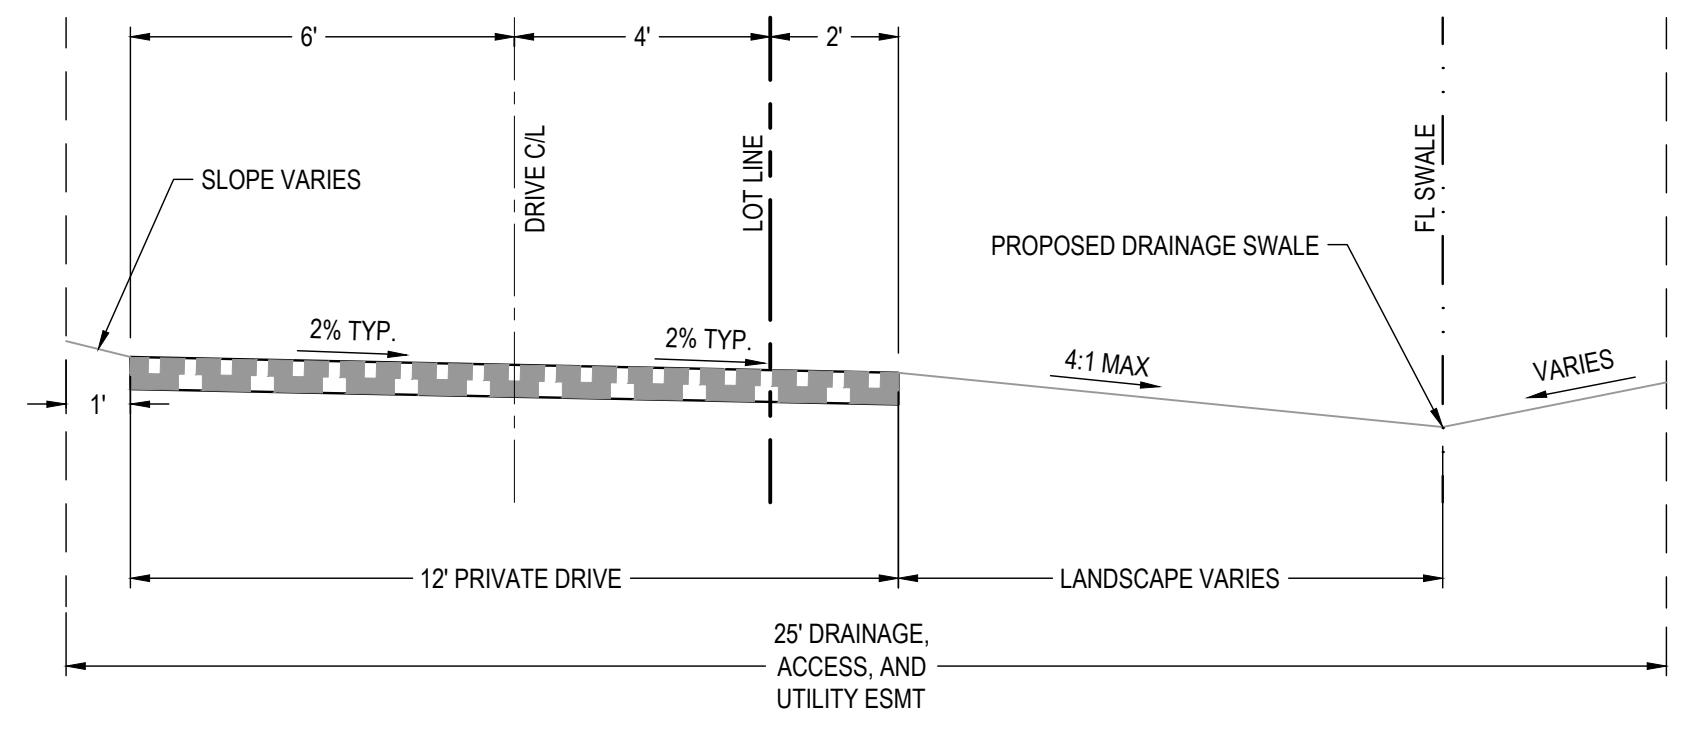 6'
4'
2'
DRIVE C/L
LOT LINE
FL SWALE
SLOPE VARIES
PROPOSED DRAINAGE SWALE
2% TYP.
2% TYP.
4:1 MAX
VARIES
1'
12' PRIVATE DRIVE
LANDSCAPE VARIES
25' DRAINAGE,
ACCESS, AND
UTILITY ESMT